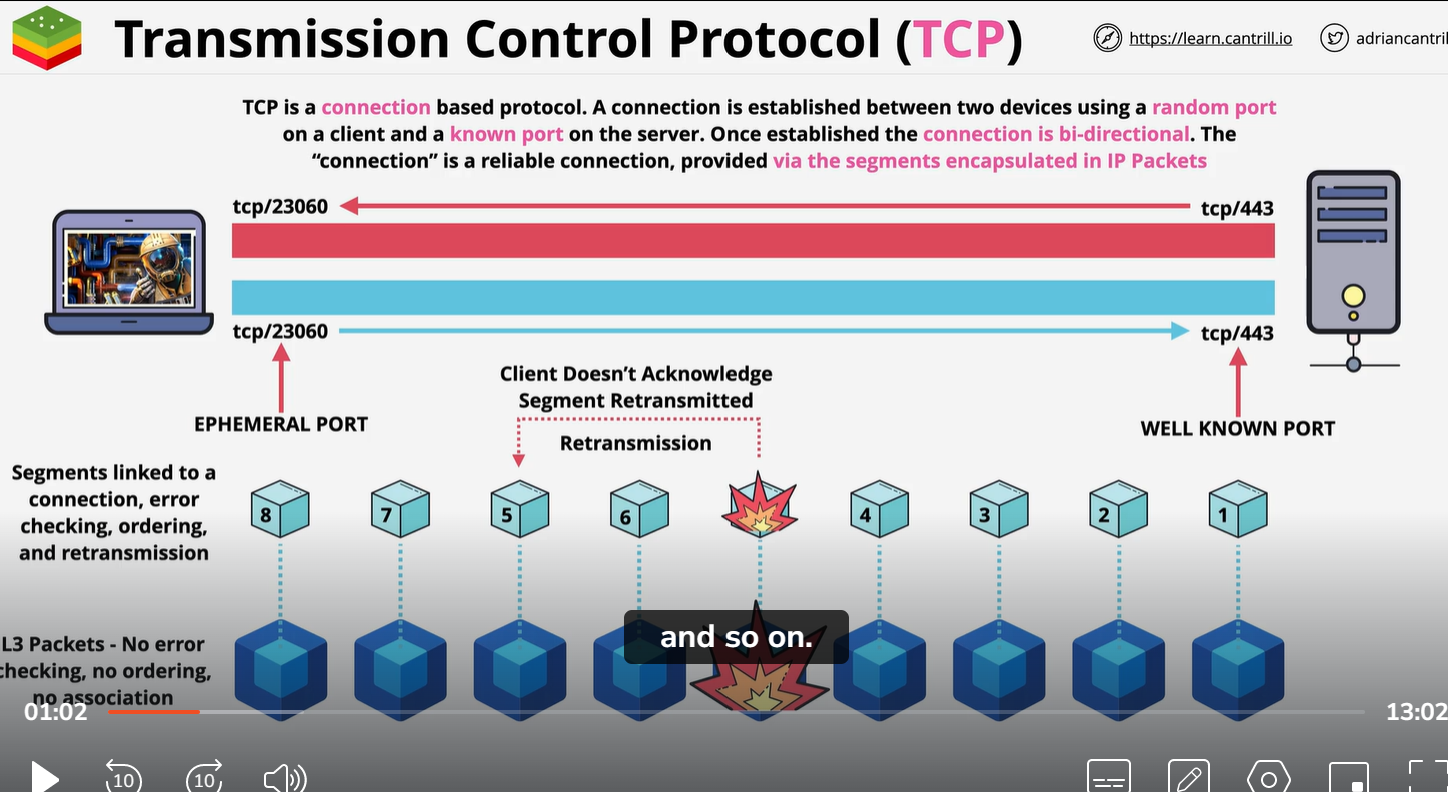 Transmission Control Protocol (TCP)
https://learn.cantrill.io
adriancantril
TCP is a connection based protocol. A connection is established between two devices using a random port
on a client and a known port on the server. Once established the connection is bi-directional. The
“connection” is a reliable connection, provided via the segments encapsulated in IP Packets
tcp/23060
tcp/443
tcp/23060
tcp/443
Client Doesn’t Acknowledge
Segment Retransmitted
EPHEMERAL PORT
WELL KNOWN PORT
Retransmission
Segments linked to a
connection, error
checking, ordering,
and retransmission
8
7
5
6
4
3
2
1
L3 Packets - No error
checking, no ordering,
no association
and so on.
01:02
13:02
10
10